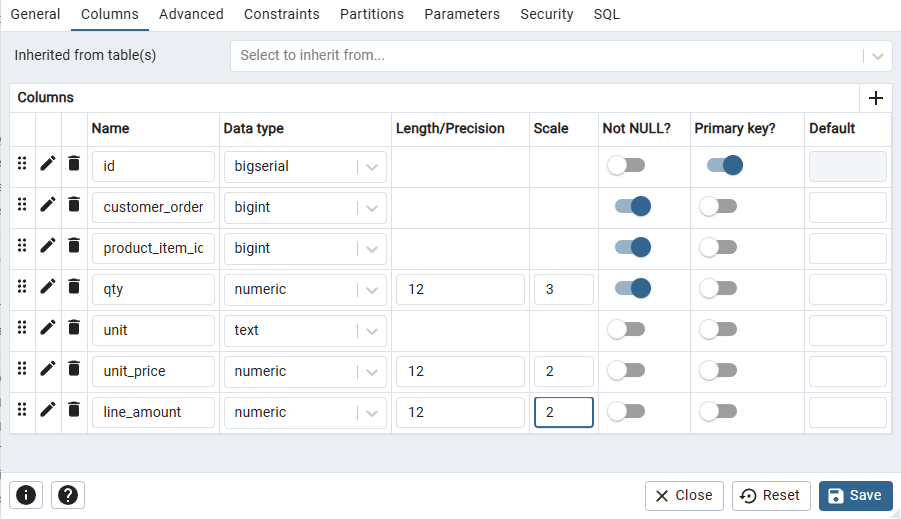 General Columns Advanced Constraints Partitions Parameters Security SQL
Inherited from table(s) Select to inherit from...
Columns
Name Data type Length/Precision Scale Not NULL? Primary key? Default
id bigserial
customer_order bigint
product_item_id bigint
qty numeric 12 3
unit text
unit_price numeric 12 2
line_amount numeric 12 2
Close Reset Save